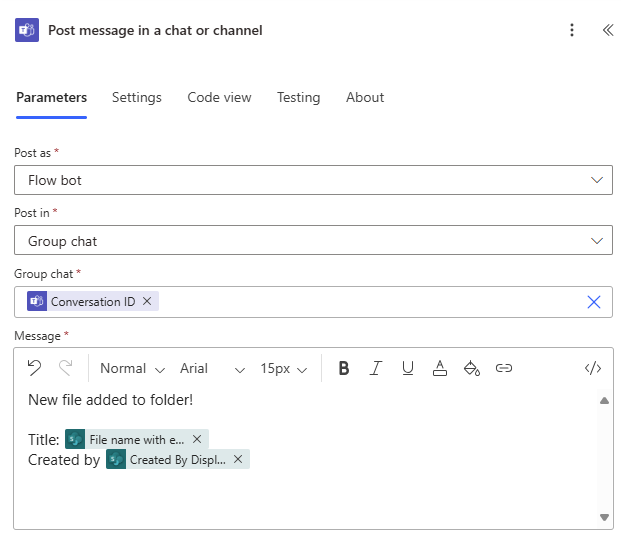 Post message in a chat or channel
Parameters Settings Code view Testing About
Post as *
Flow bot
Post in *
Group chat
Group chat *
Conversation ID
Message *
Normal Arial 15px B I U A </>
New file added to folder!
Title: File name with e...
Created by Created By Displ...